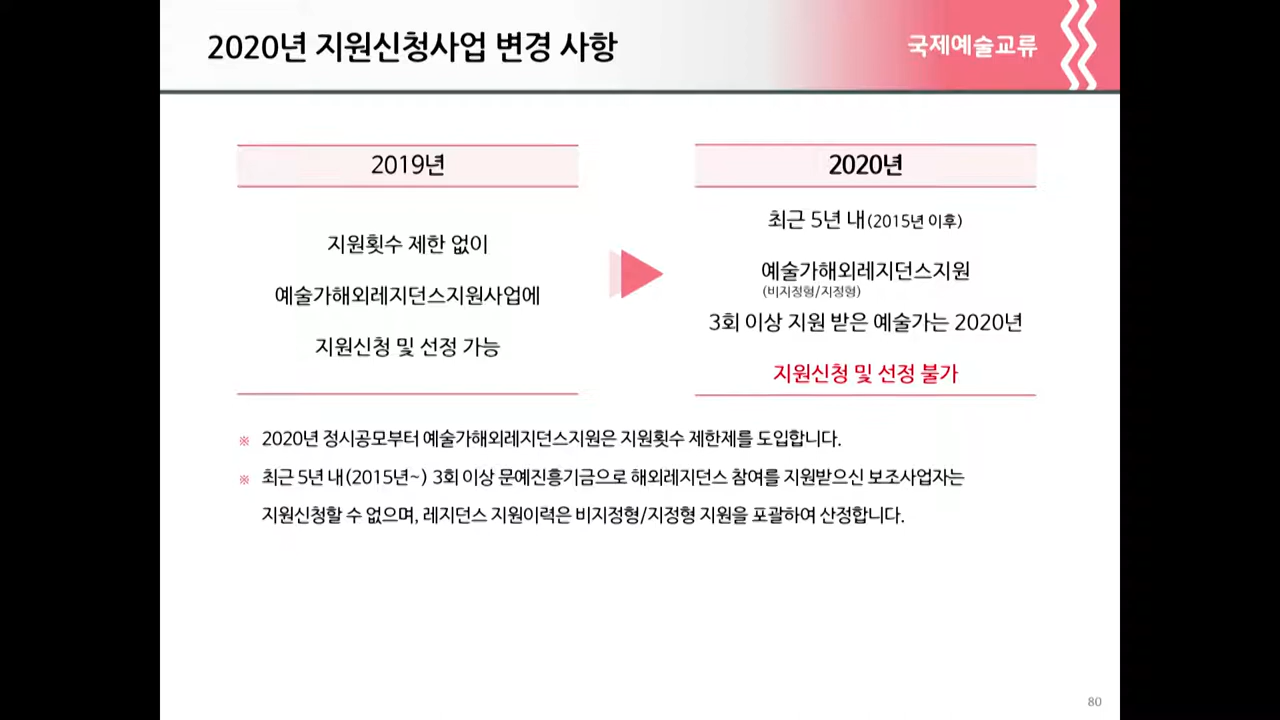 2020년 지원신청사업 변경 사항
국제예술교류
2019년
지원횟수 제한 없이
예술가해외레지던스지원사업에
지원신청 및 선정 가능
2020년
최근 5년 내(2015년 이후)
예술가해외레지던스지원
(비지정형/지정형)
3회 이상 지원 받은 예술가는 2020년
지원신청 및 선정 불가
※ 2020년 정시공모부터 예술가해외레지던스지원은 지원횟수 제한제를 도입합니다.
※ 최근 5년 내(2015년~) 3회 이상 문예진흥기금으로 해외레지던스 참여를 지원받으신 보조사업자는
지원신청할 수 없으며, 레지던스 지원이력은 비지정형/지정형 지원을 포괄하여 산정합니다.
80